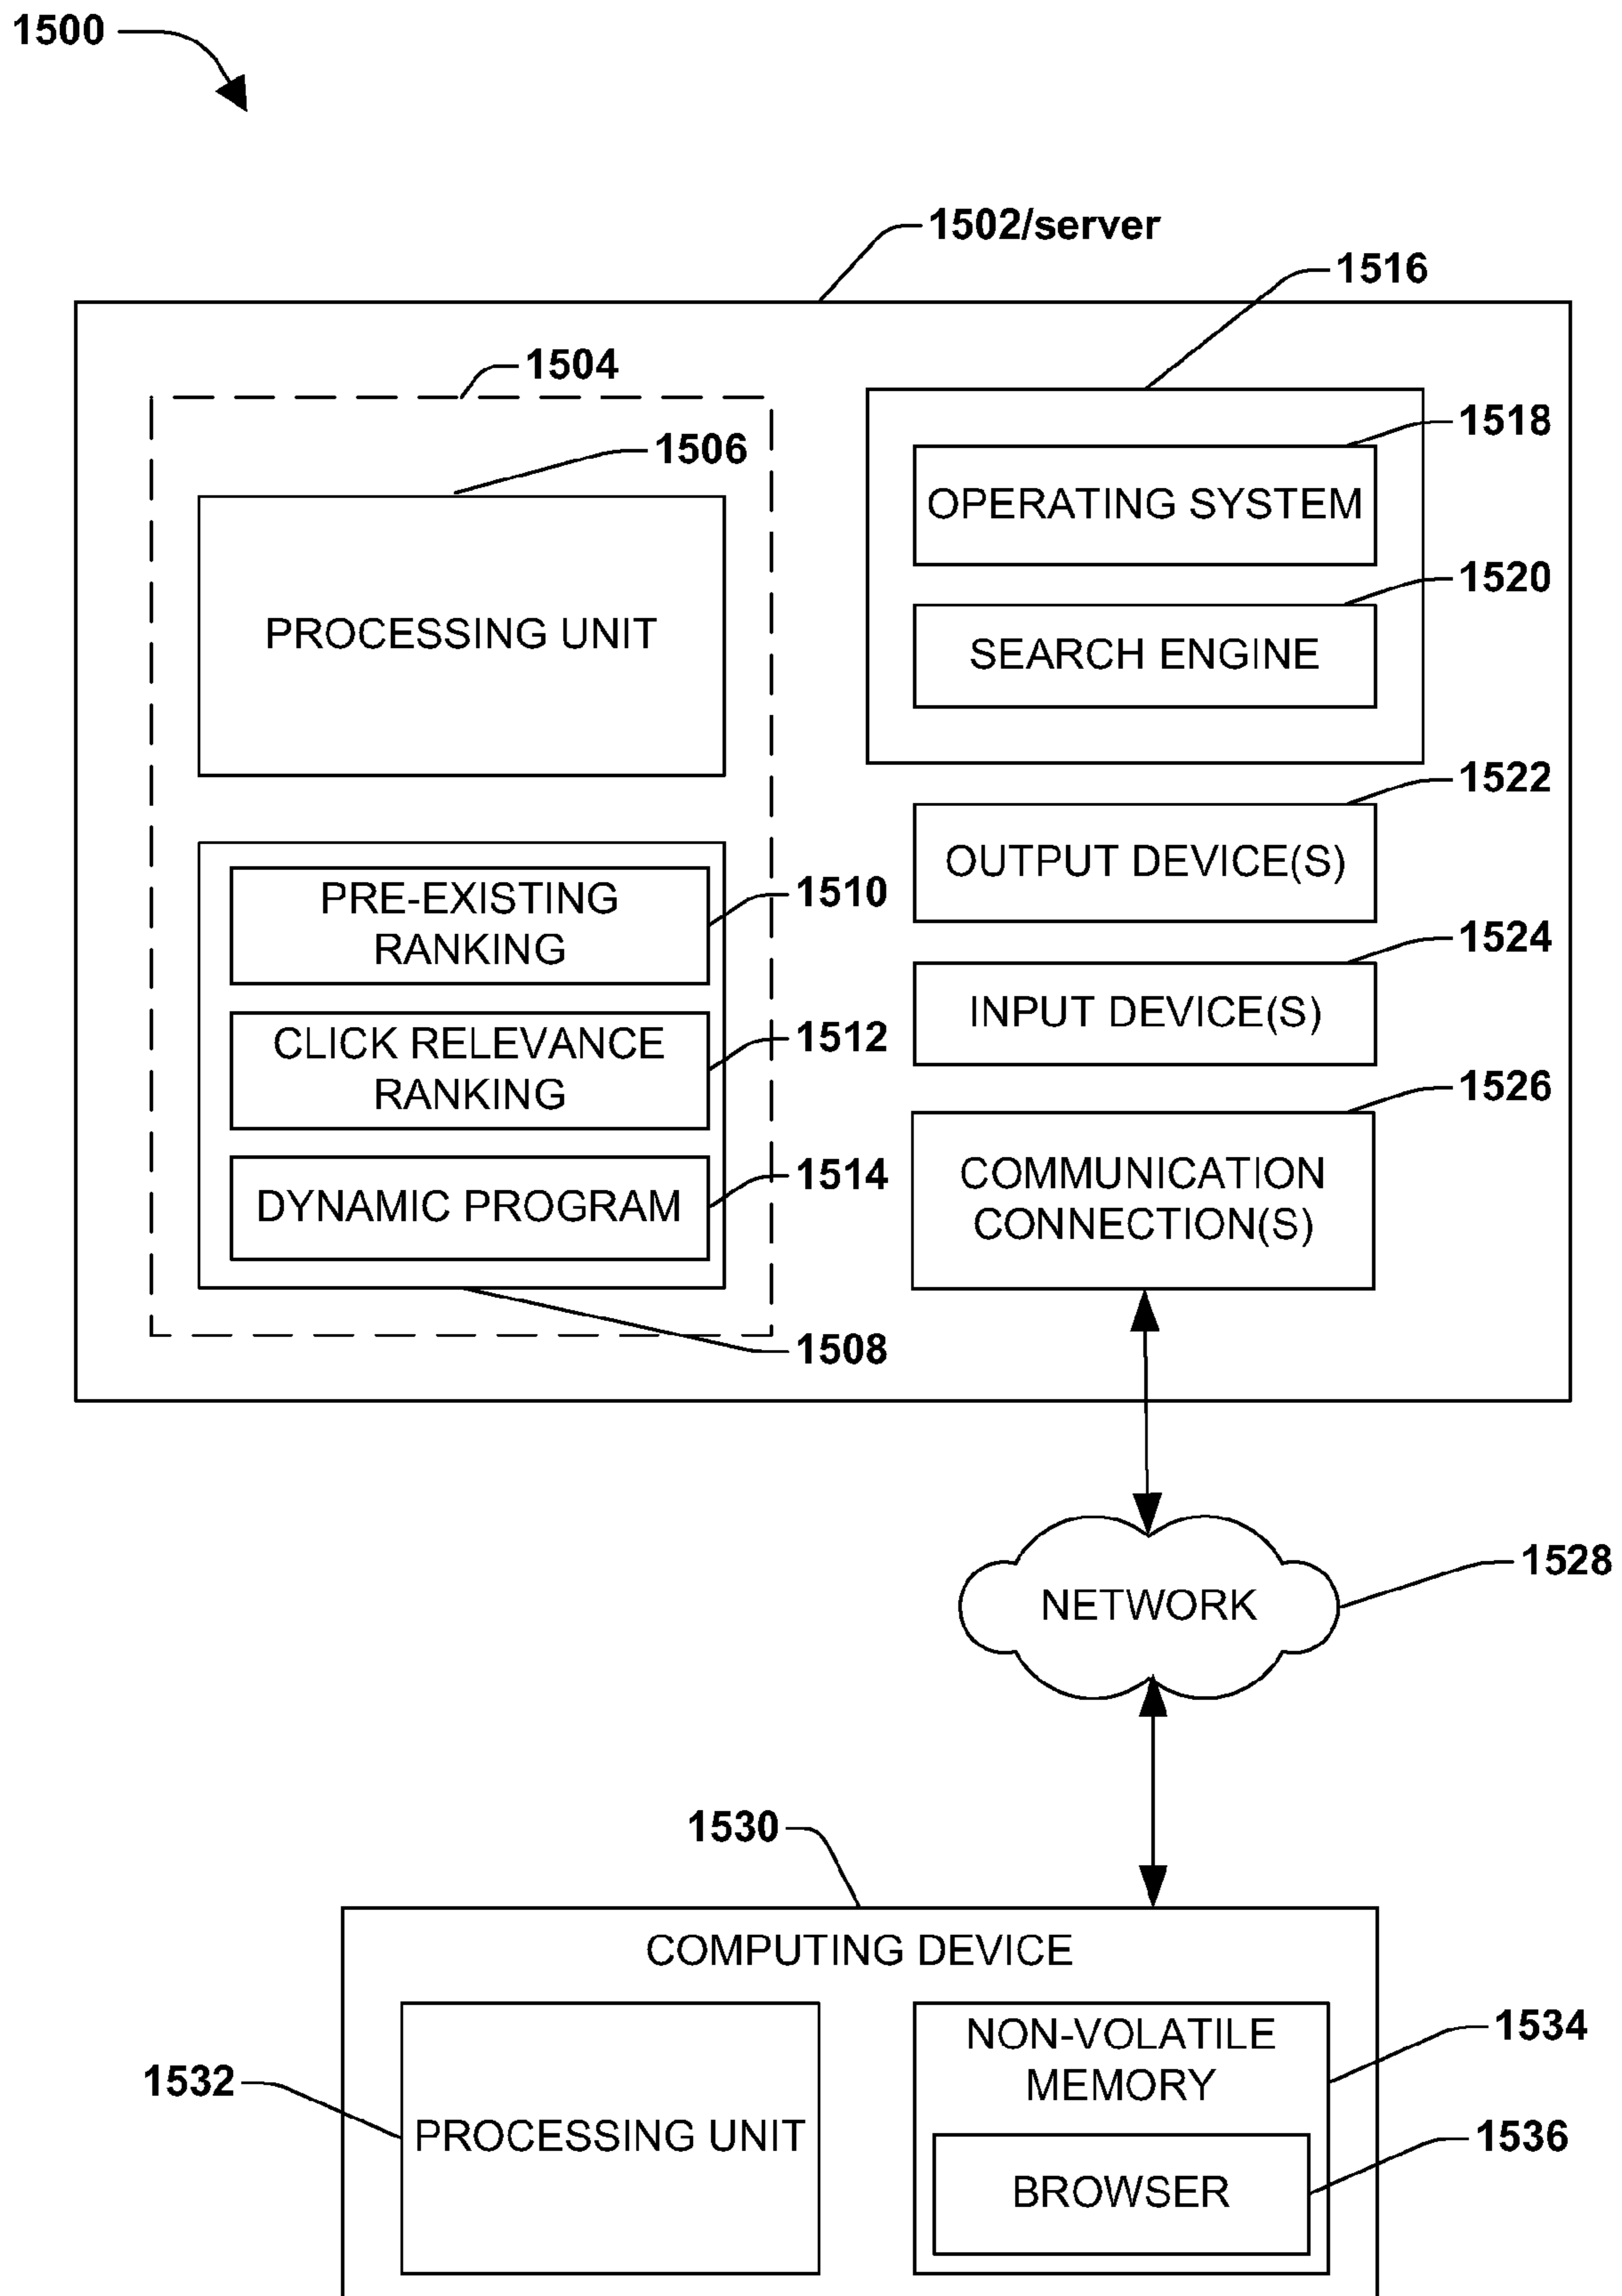 1500
1502/server
1516
1504
1518
1506
OPERATING SYSTEM
1520
PROCESSING UNIT
SEARCH ENGINE
1522
OUTPUT DEVICE(S)
PRE-EXISTING
RANKING
1510
1524
INPUT DEVICE(S)
CLICK RELEVANCE
RANKING
1512
1526
COMMUNICATION
CONNECTION(S)
DYNAMIC PROGRAM
1514
1508
1528
NETWORK
1530
COMPUTING DEVICE
1534
NON-VOLATILE
MEMORY
1532
PROCESSING UNIT
1536
BROWSER